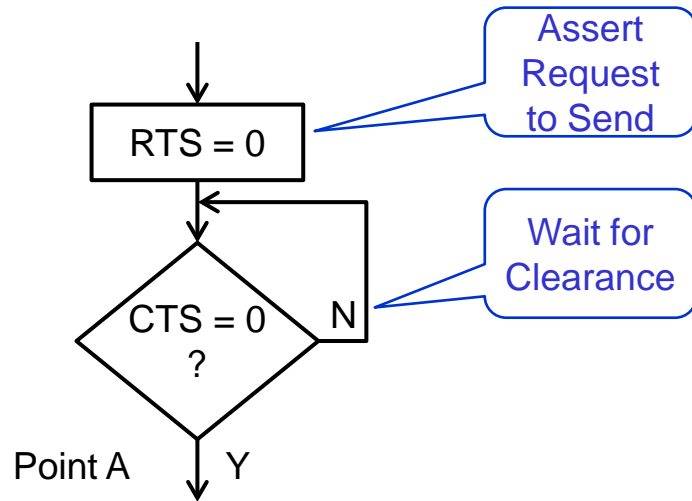 Assert
Request
to Send
RTS = 0
Wait for
Clearance
CTS = 0
?
N
Point A
Y